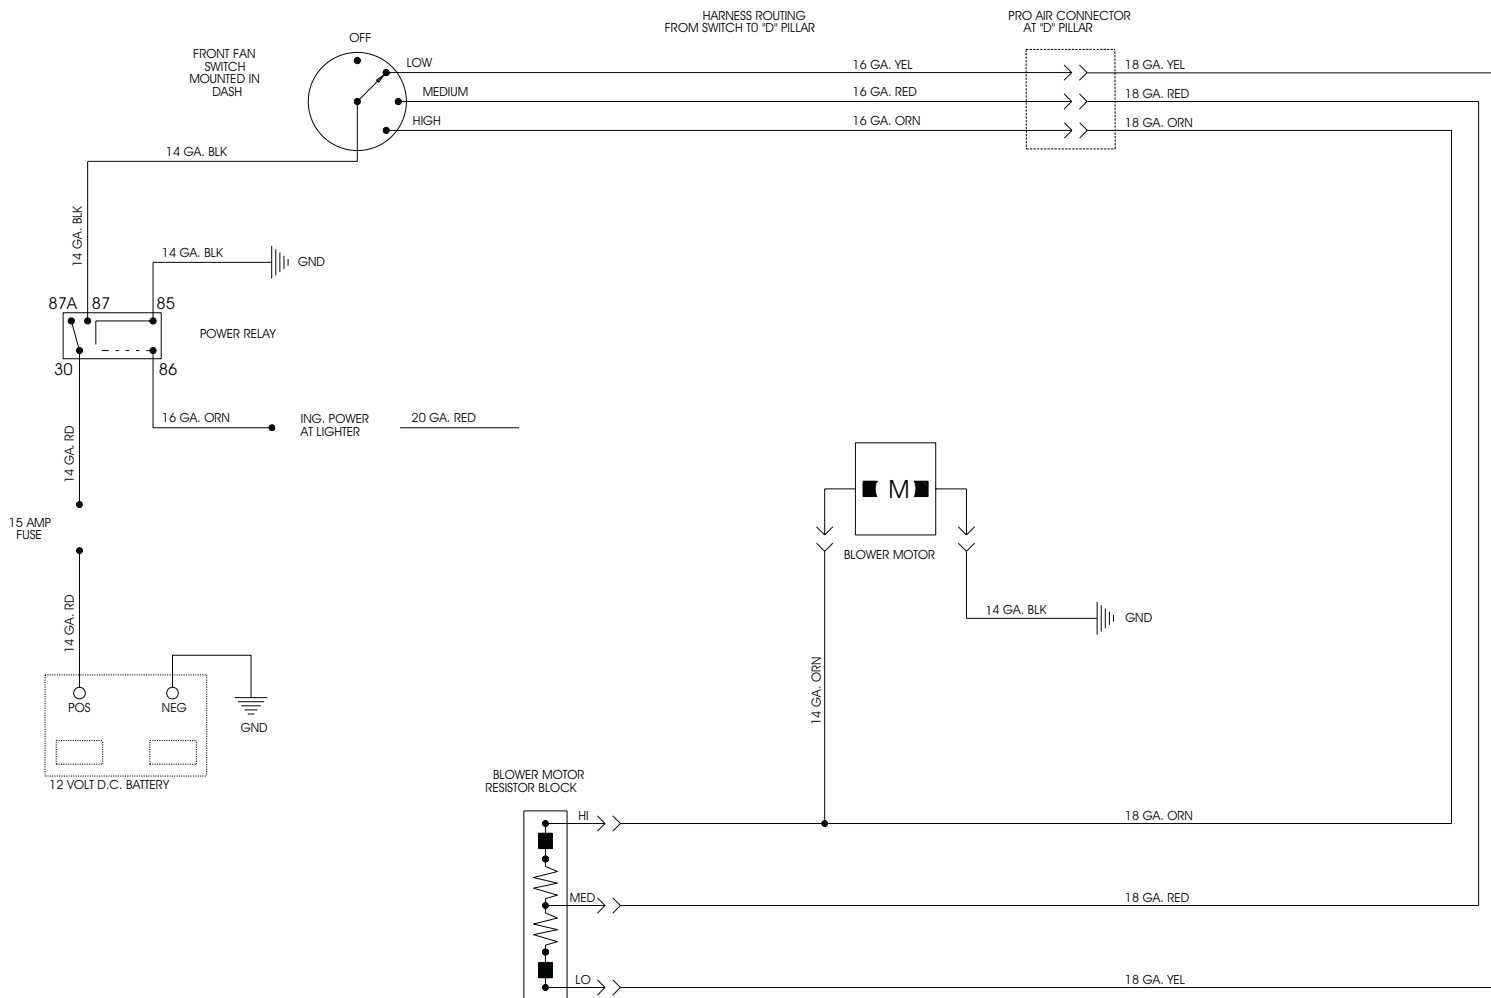 HARNESS ROUTING
FROM SWITCH TO "D" PILLAR
PRO AIR CONNECTOR
AT "D" PILLAR
OFF
FRONT FAN
SWITCH
MOUNTED IN
DASH
LOW
16 GA. YEL
18 GA. YEL
MEDIUM
16 GA. RED
18 GA. RED
HIGH
16 GA. ORN
18 GA. ORN
14 GA. BLK
14 GA. BLK
14 GA. BLK
GND
87A
87
85
POWER RELAY
30
86
16 GA. ORN
ING. POWER
AT LIGHTER
20 GA. RED
14 GA. RD
M
15 AMP
FUSE
BLOWER MOTOR
14 GA. RD
14 GA. BLK
GND
14 GA. ORN
POS
NEG
GND
12 VOLT D.C. BATTERY
BLOWER MOTOR
RESISTOR BLOCK
HI
18 GA. ORN
MED
18 GA. RED
LO
18 GA. YEL